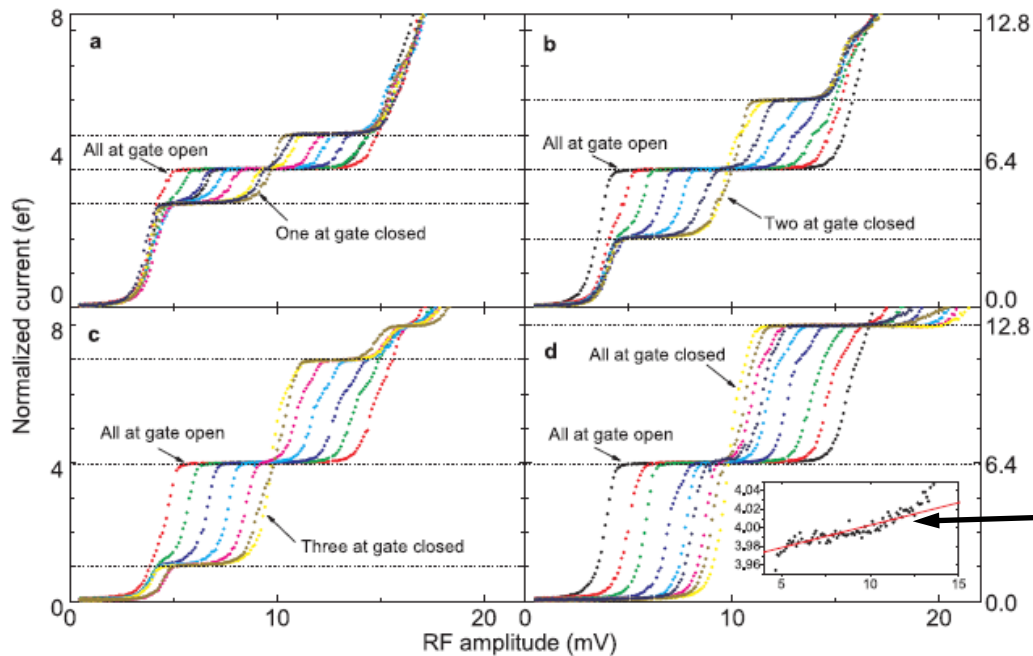 8
a
b
12.8
All at gate open
All at gate open
4
6.4
One at gate closed
Two at gate closed
0
0.0
Normalized current (ef)
8
c
d
12.8
All at gate closed
All at gate open
All at gate open
4
6.4
4,04
4,02
4,00
3,98
3,96
5 10 15
Three at gate closed
0
0.0
0 10 20 0 10 20
RF amplitude (mV)